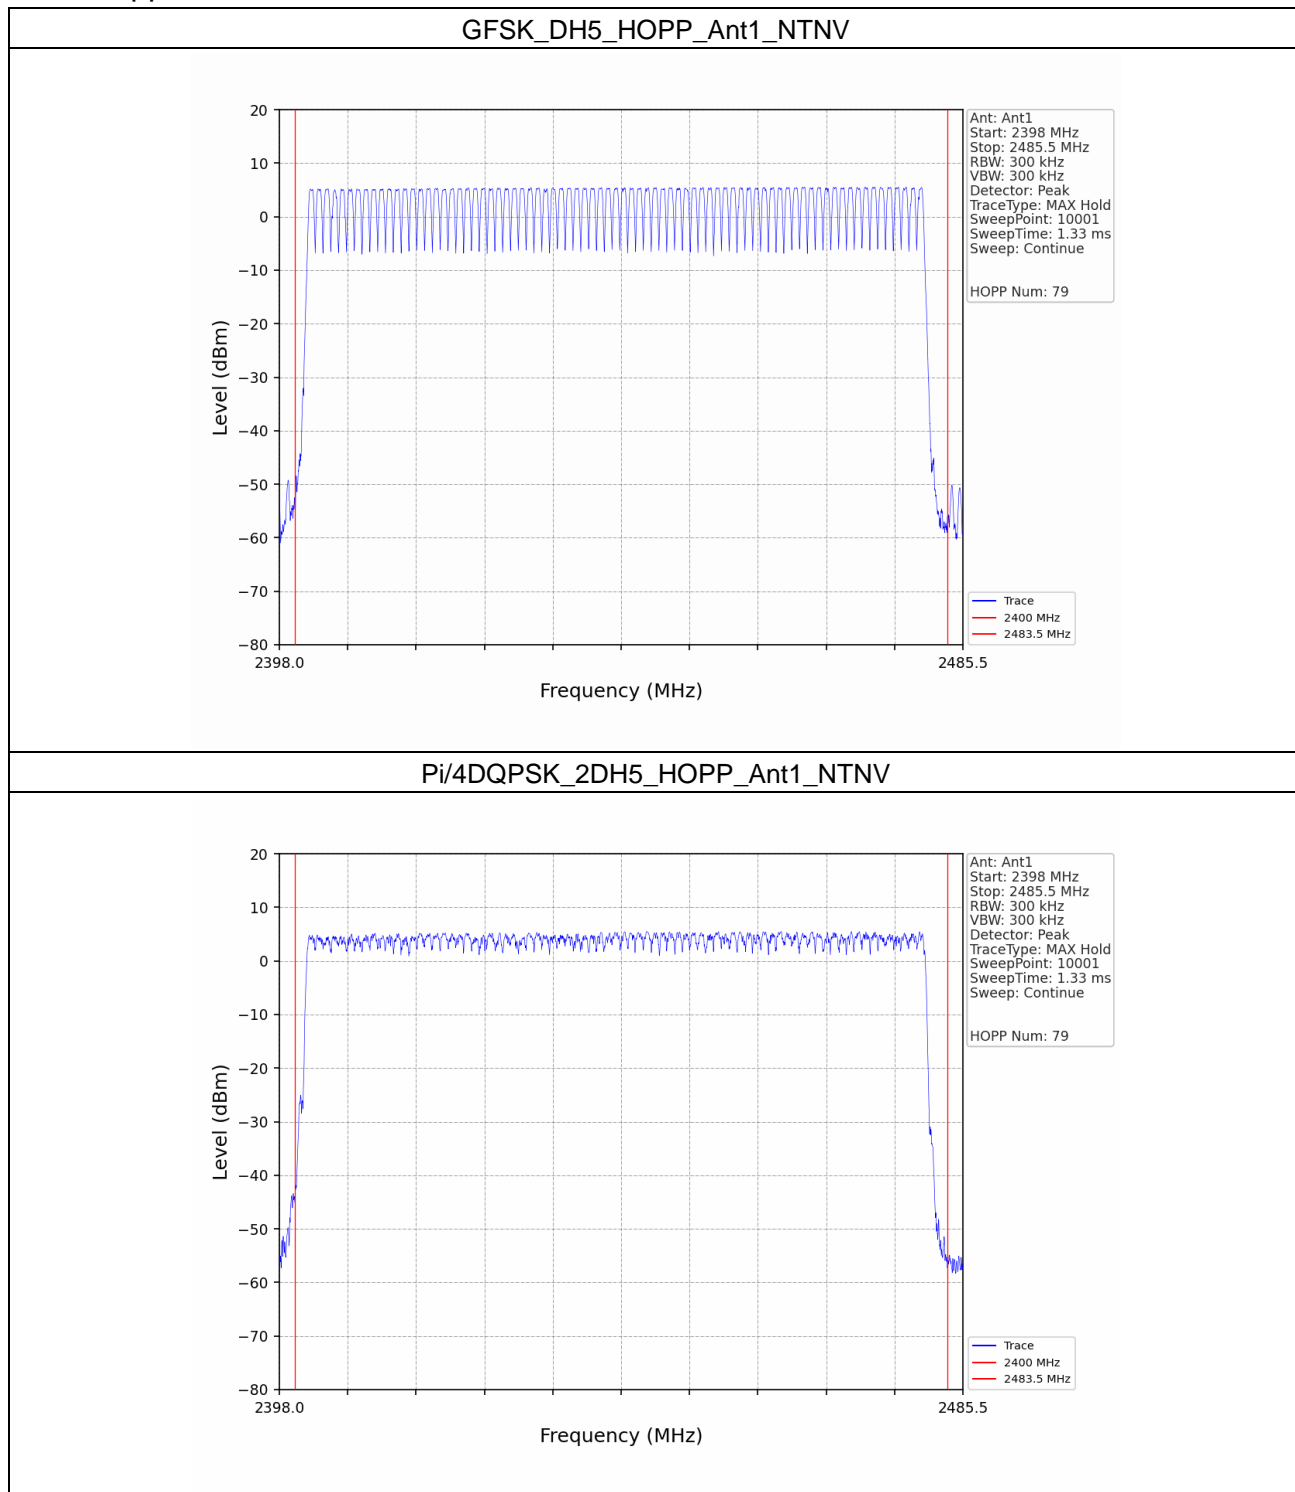 GFSK_DH5_HOPP_Ant1_NTNV
20
10
0
−10
−20
−30
−40
−50
−60
−70
−80
Level (dBm)
2398.0
2485.5
Frequency (MHz)
Ant: Ant1
Start: 2398 MHz
Stop: 2485.5 MHz
RBW: 300 kHz
VBW: 300 kHz
Detector: Peak
TraceType: MAX Hold
SweepPoint: 10001
SweepTime: 1.33 ms
Sweep: Continue
HOPP Num: 79
Trace
2400 MHz
2483.5 MHz
Pi/4DQPSK_2DH5_HOPP_Ant1_NTNV
20
10
0
−10
−20
−30
−40
−50
−60
−70
−80
Level (dBm)
2398.0
2485.5
Frequency (MHz)
Ant: Ant1
Start: 2398 MHz
Stop: 2485.5 MHz
RBW: 300 kHz
VBW: 300 kHz
Detector: Peak
TraceType: MAX Hold
SweepPoint: 10001
SweepTime: 1.33 ms
Sweep: Continue
HOPP Num: 79
Trace
2400 MHz
2483.5 MHz